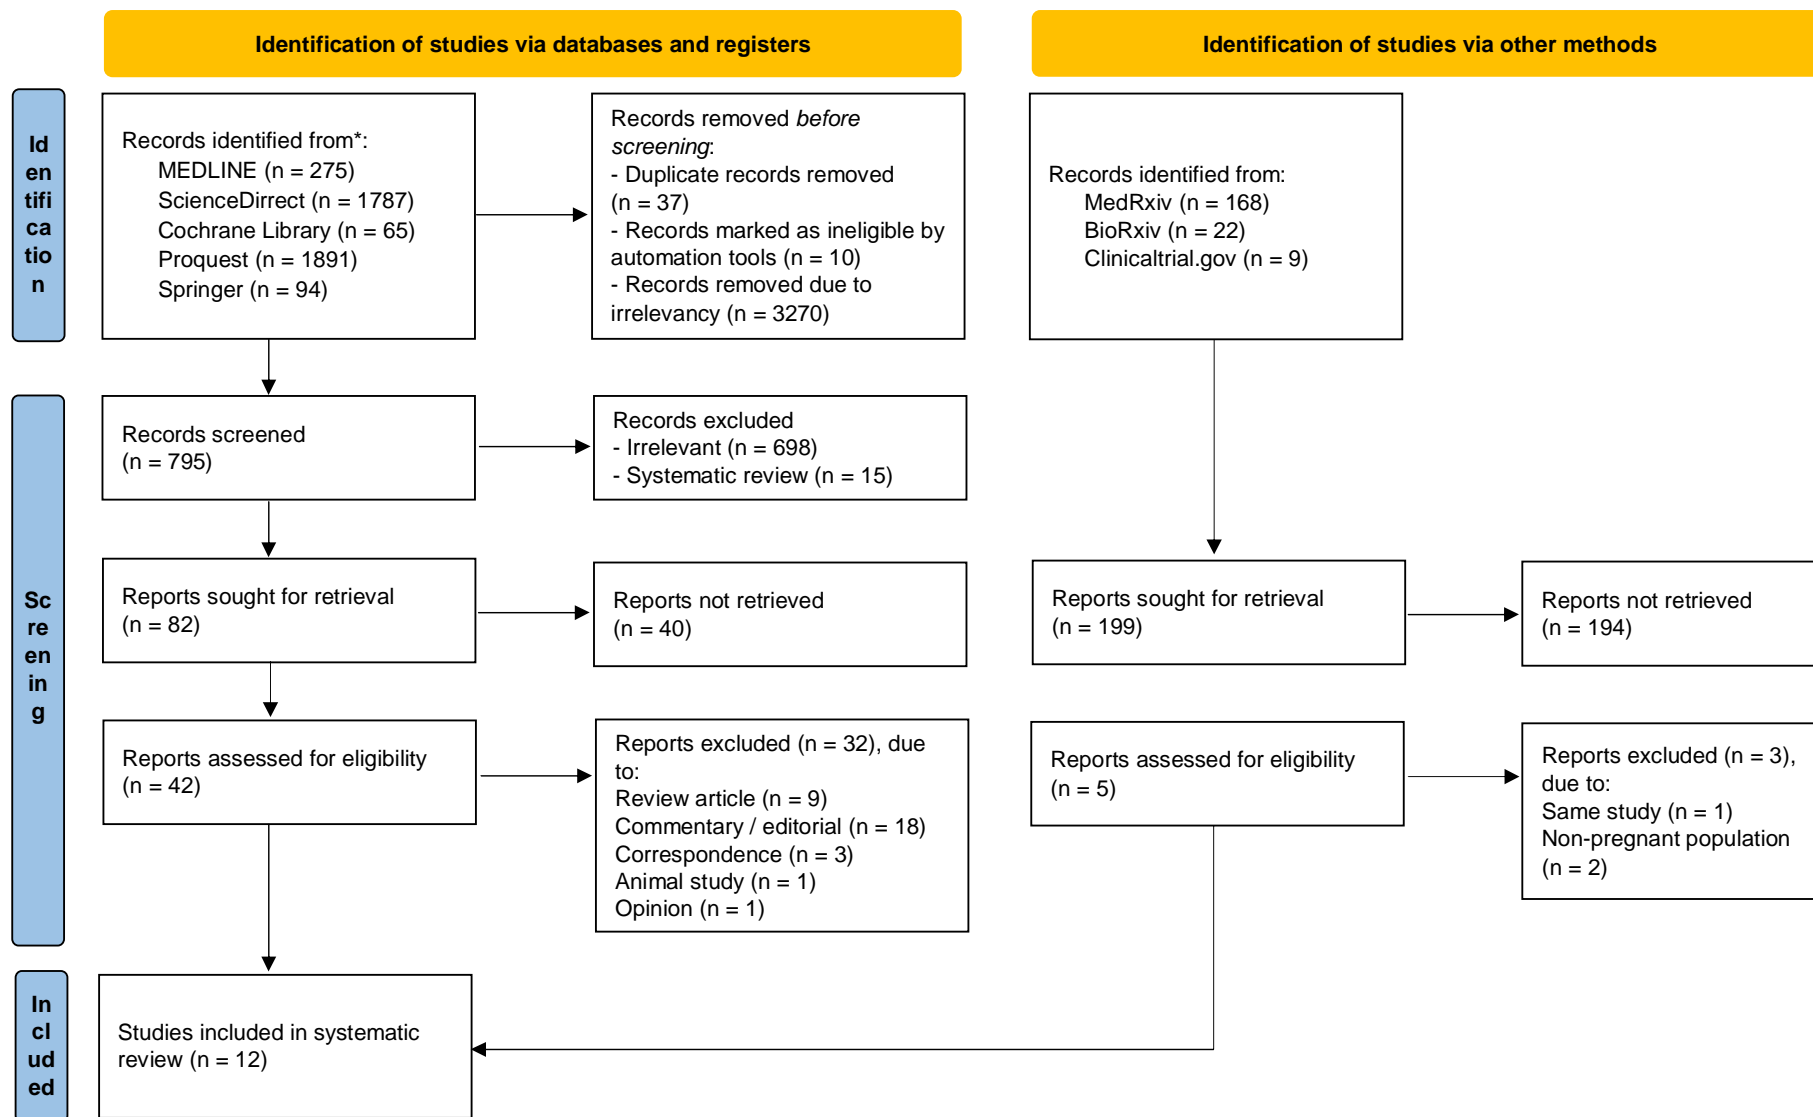 Identification of studies via databases and registers
Identification of studies via other methods
Id
en
tifi
ca
tio
n
Records identified from*:
MEDLINE (n = 275)
ScienceDirrect (n = 1787)
Cochrane Library (n = 65)
Proquest (n = 1891)
Springer (n = 94)
Records removed before
screening:
- Duplicate records removed
(n = 37)
- Records marked as ineligible by
automation tools (n = 10)
- Records removed due to
irrelevancy (n = 3270)
Records identified from:
MedRxiv (n = 168)
BioRxiv (n = 22)
Clinicaltrial.gov (n = 9)
Sc
re
en
in
g
Records screened
(n = 795)
Records excluded
- Irrelevant (n = 698)
- Systematic review (n = 15)
Reports sought for retrieval
(n = 82)
Reports not retrieved
(n = 40)
Reports sought for retrieval
(n = 199)
Reports not retrieved
(n = 194)
Reports assessed for eligibility
(n = 42)
Reports excluded (n = 32), due
to:
Review article (n = 9)
Commentary / editorial (n = 18)
Correspondence (n = 3)
Animal study (n = 1)
Opinion (n = 1)
Reports assessed for eligibility
(n = 5)
Reports excluded (n = 3),
due to:
Same study (n = 1)
Non-pregnant population
(n = 2)
In
cl
ud
ed
Studies included in systematic
review (n = 12)